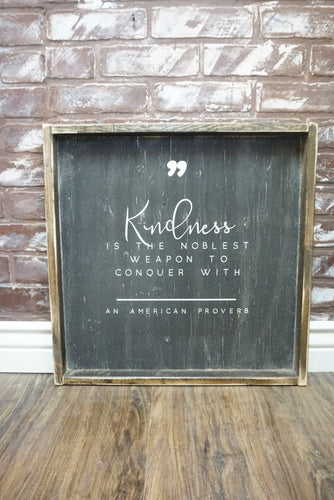 ”
Kindness
IS THE NOBLEST
WEAPON TO
CONQUER WITH
AN AMERICAN PROVERB